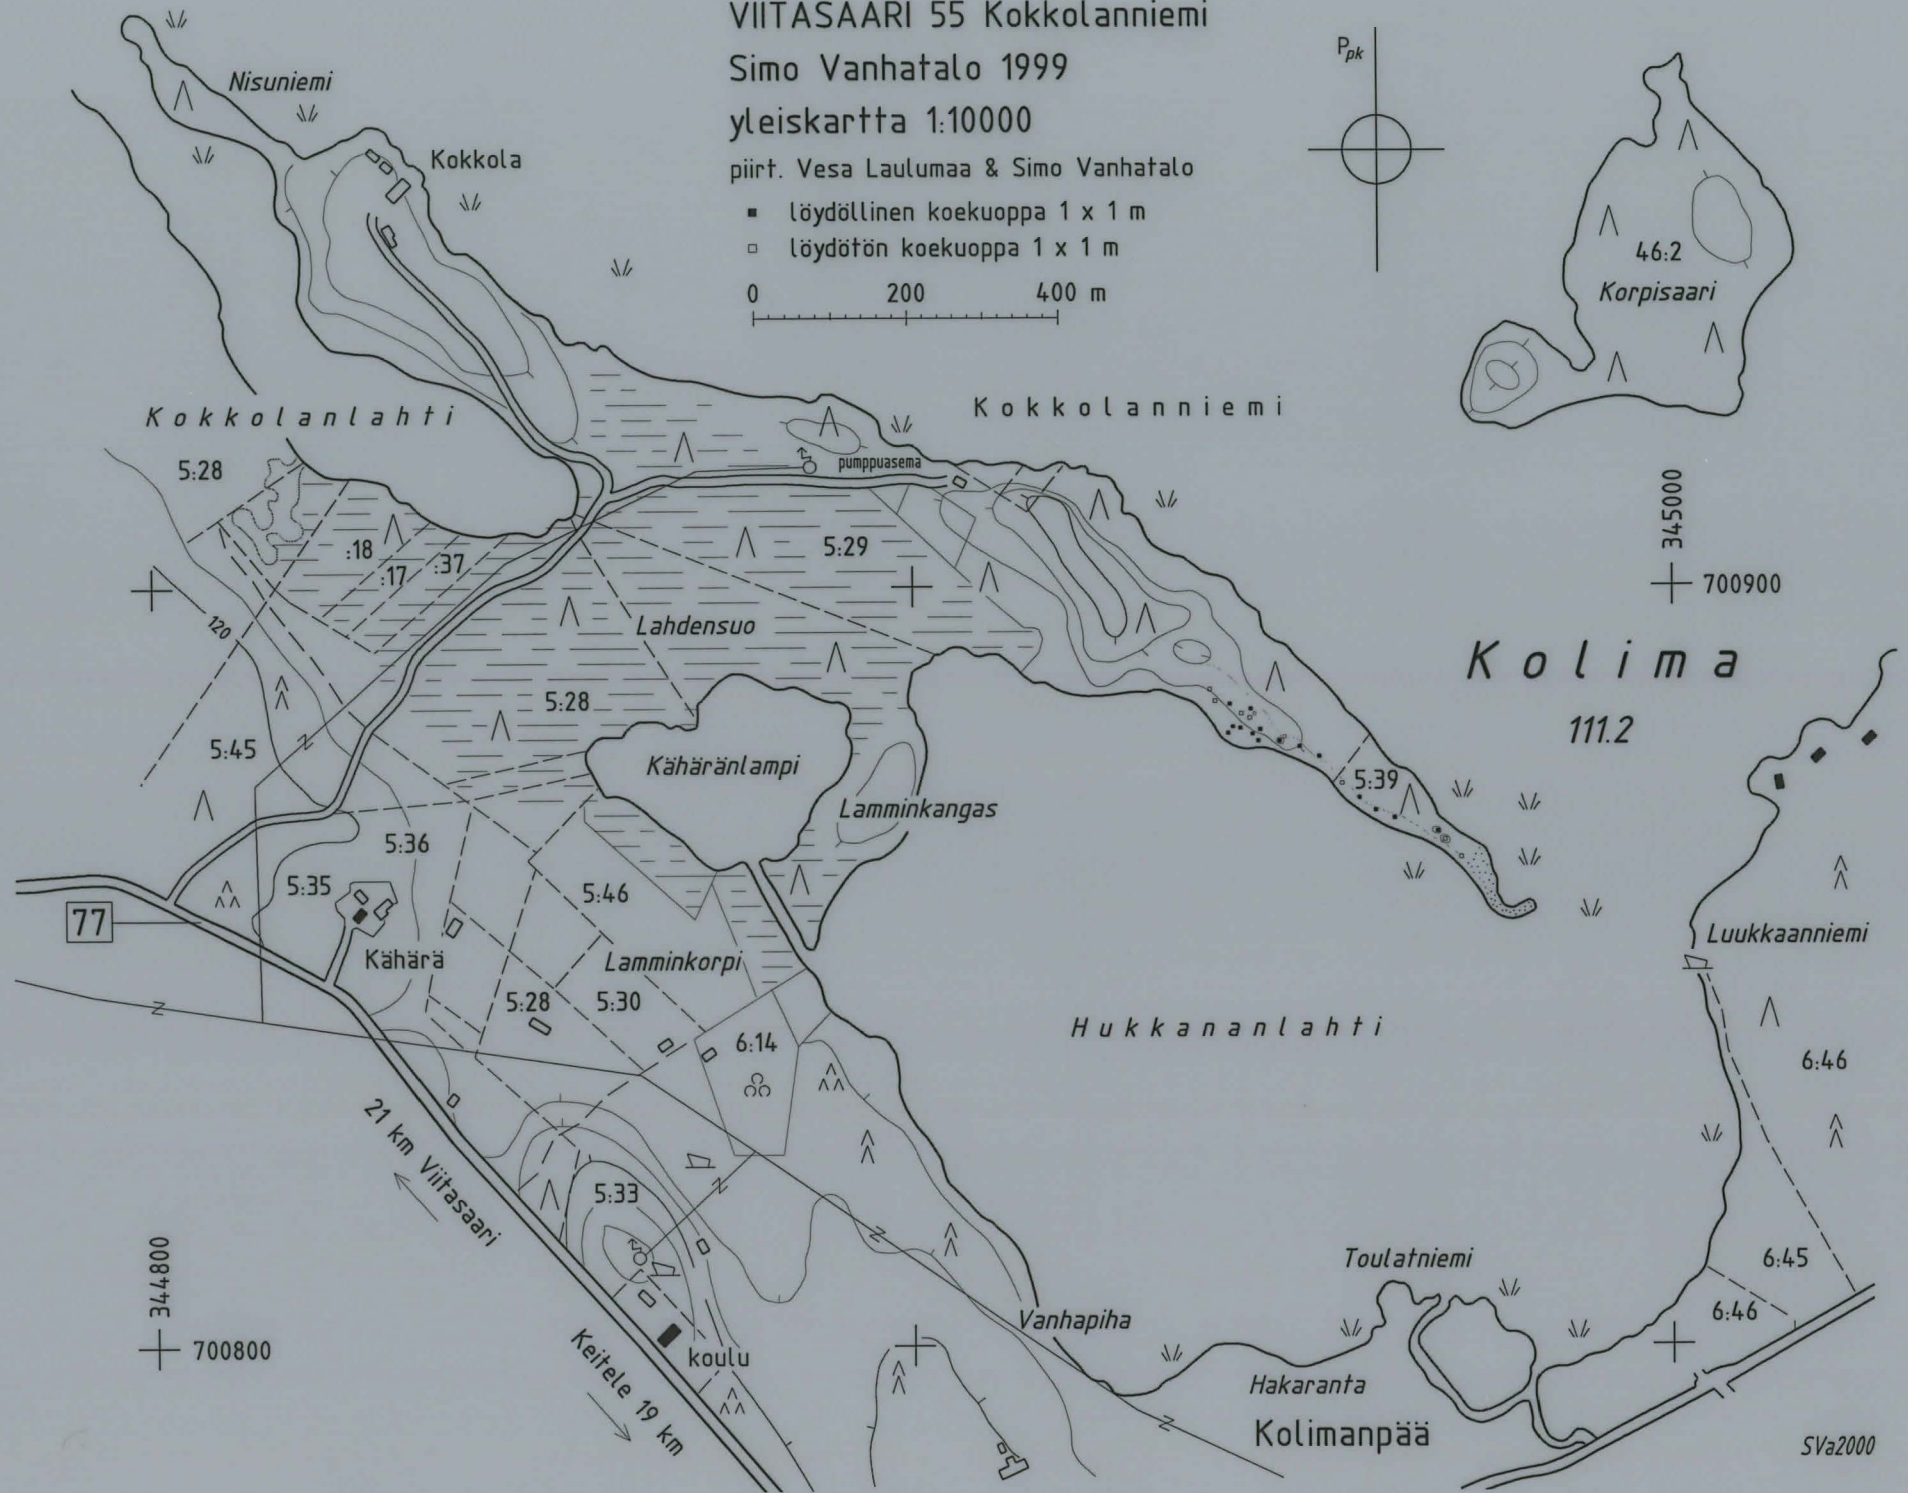 VIITASAARI 55 Kokkolanniemi
Simo Vanhatalo 1999
yleiskartta 1:10000
piirt. Vesa Laulumaa & Simo Vanhatalo
löydöllinen koekuoppa 1 x 1 m
löydötön koekuoppa 1 x 1 m
0 200 400 m
Ppk
Nisuniemi
Kokkola
46:2
Korpisaari
Kokkolanlahti
Kokkolanniemi
5:28
pumppuasema
:18
:17
:37
5:29
345000
700900
120
Lahdensuo
Kolima
111.2
5:28
5:45
Kähäränlampi
5:39
Lamminkangas
5:36
5:35
5:46
77
Kähärä
Lamminkorpi
Luukkaanniemi
5:28
5:30
6:14
Hukkananlahti
6:46
21 km Viitasaari
5:33
344800
700800
Toulatniemi
6:45
6:46
Vanhapiha
koulu
Keitele 19 km
Hakaranta
Kolimanpää
SVa2000